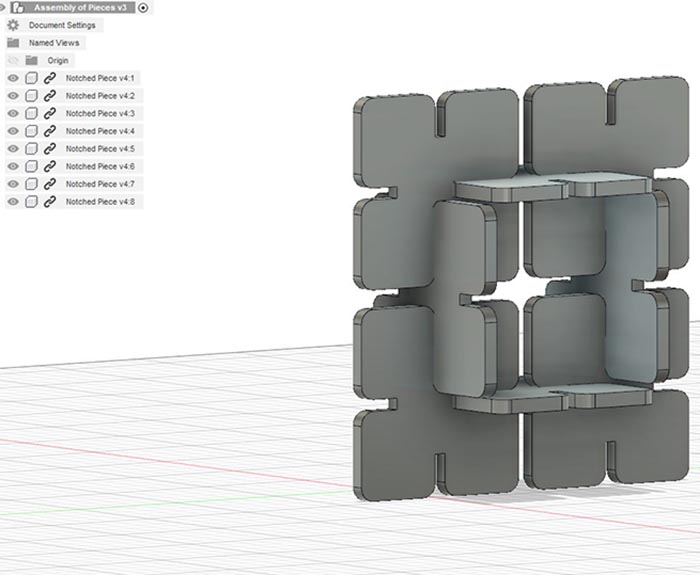 Assembly of Pieces v3
Document Settings
Named Views
Origin
Notched Piece v4:1
Notched Piece v4:2
Notched Piece v4:3
Notched Piece v4:4
Notched Piece v4:5
Notched Piece v4:6
Notched Piece v4:7
Notched Piece v4:8